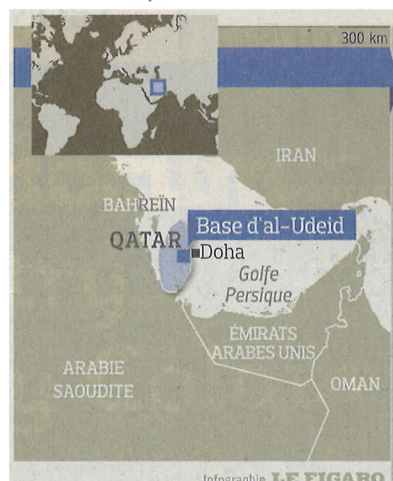 300 km
IRAN
BAHREÏN
Base d'al-Udeid
QATAR
Doha
Golfe
Persique
ÉMIRATS
ARABES UNIS
ARABIE
SAOUDITE
OMAN
Infographie LE FIGARO